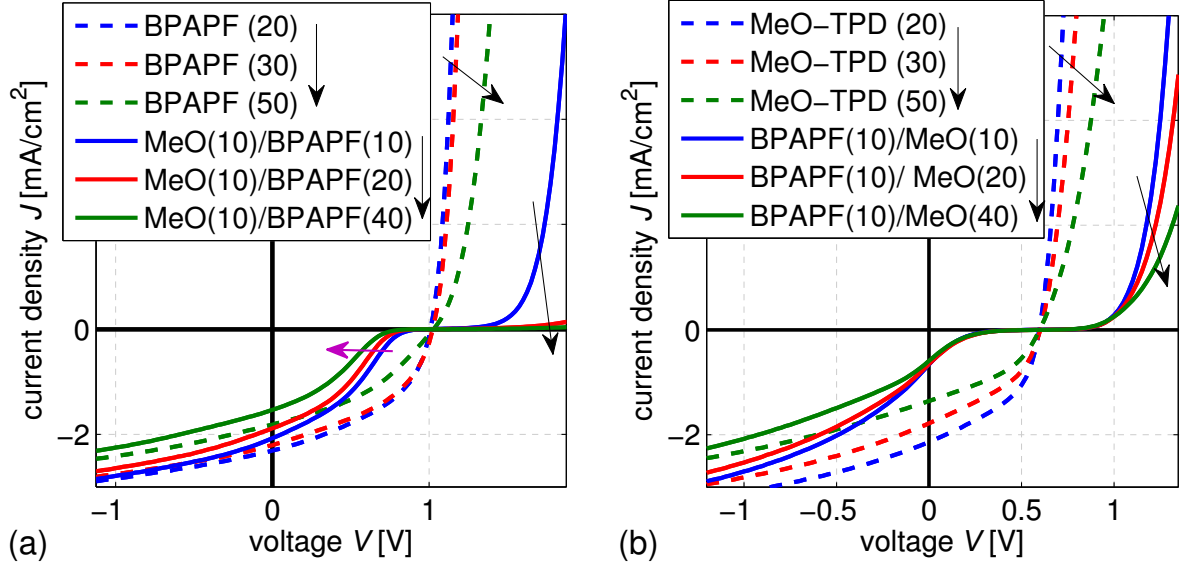 BPAPF (20)
BPAPF (30)
BPAPF (50)
MeO(10)/BPAPF(10)
MeO(10)/BPAPF(20)
MeO(10)/BPAPF(40)
current density J [mA/cm²]
0
−2
−1
0
1
voltage V [V]
(a)
MeO−TPD (20)
MeO−TPD (30)
MeO−TPD (50)
BPAPF(10)/MeO(10)
BPAPF(10)/ MeO(20)
BPAPF(10)/MeO(40)
current density J [mA/cm²]
0
−2
−1
−0.5
0
0.5
1
voltage V [V]
(b)